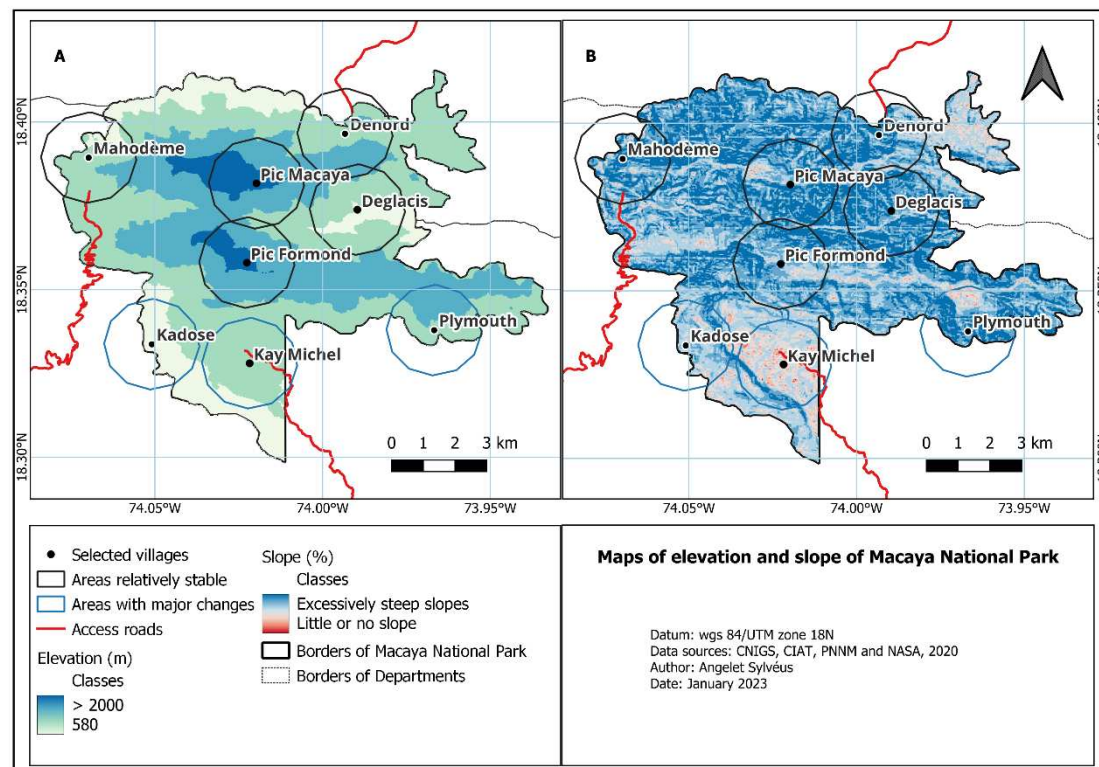 A
18.40°N
18.35°N
18.30°N
Mahodème
Denord
Pic Macaya
Deglacis
Pic Formond
Kadose
Kay Michel
Plymouth
0 1 2 3 km
74.05°W 74.00°W 73.95°W
B
Mahodème
Denord
Pic Macaya
Deglacis
Pic Formond
Kadose
Kay Michel
Plymouth
0 1 2 3 km
74.05°W 74.00°W 73.95°W
Selected villages
Areas relatively stable
Areas with major changes
Access roads
Elevation (m)
Classes
> 2000
580
Slope (%)
Classes
Excessively steep slopes
Little or no slope
Borders of Macaya National Park
Borders of Departments
Maps of elevation and slope of Macaya National Park
Datum: wgs 84/UTM zone 18N
Data sources: CNIGS, CIAT, PNNM and NASA, 2020
Author: Angelet Sylvéus
Date: January 2023